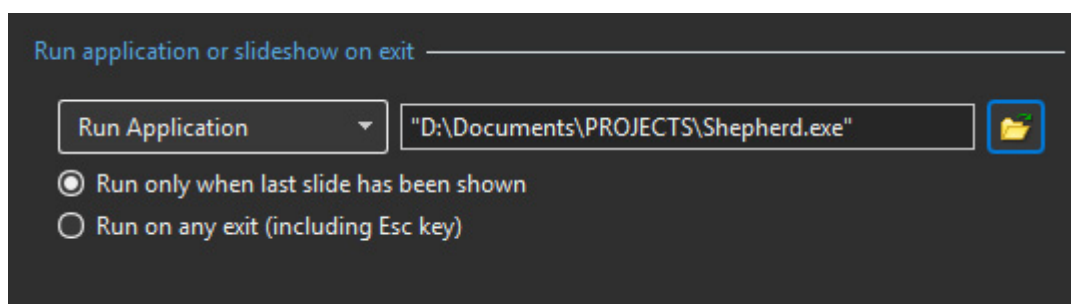 Run application or slideshow on exit
Run Application
"D:\Documents\PROJECTS\Shepherd.exe"
Run only when last slide has been shown
Run on any exit (including Esc key)